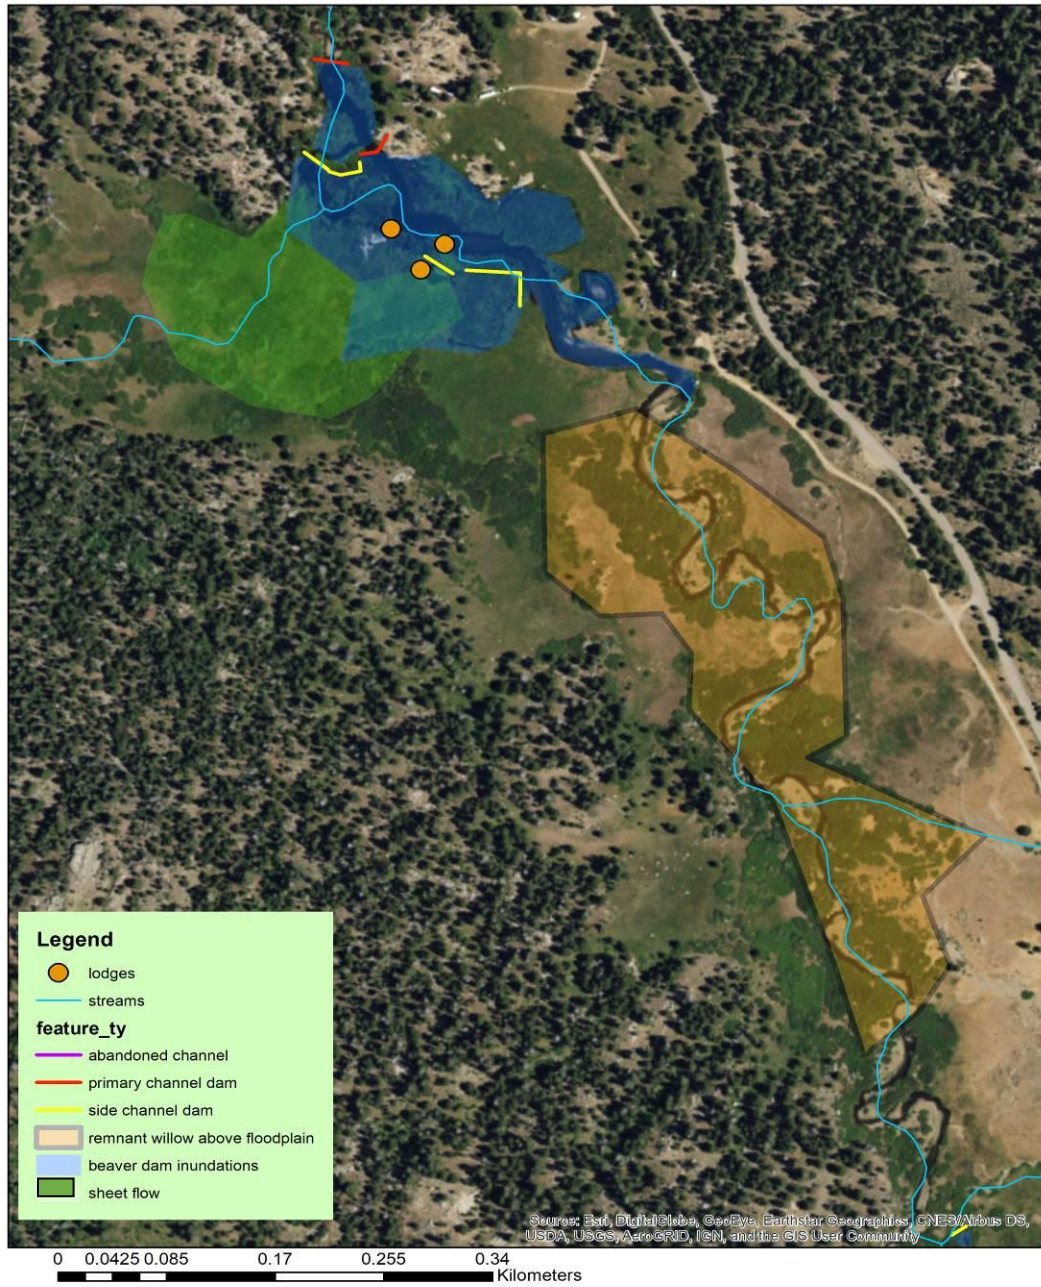 Legend
lodges
streams
feature_ty
abandoned channel
primary channel dam
side channel dam
remnant willow above floodplain
beaver dam inundations
sheet flow
Source: Esri, DigitalGlobe, GeoEye, Earthstar Geographics, CNES/Airbus DS,
USDA, USGS, AeroGRID, IGN, and the GIS User Community
0 0.0425 0.085 0.17 0.255 0.34
Kilometers